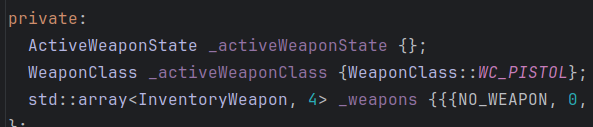 private:
ActiveWeaponState _activeWeaponState {};
WeaponClass _activeWeaponClass {WeaponClass::WC_PISTOL};
std::array<InventoryWeapon, 4> _weapons {{{NO_WEAPON, 0,
};